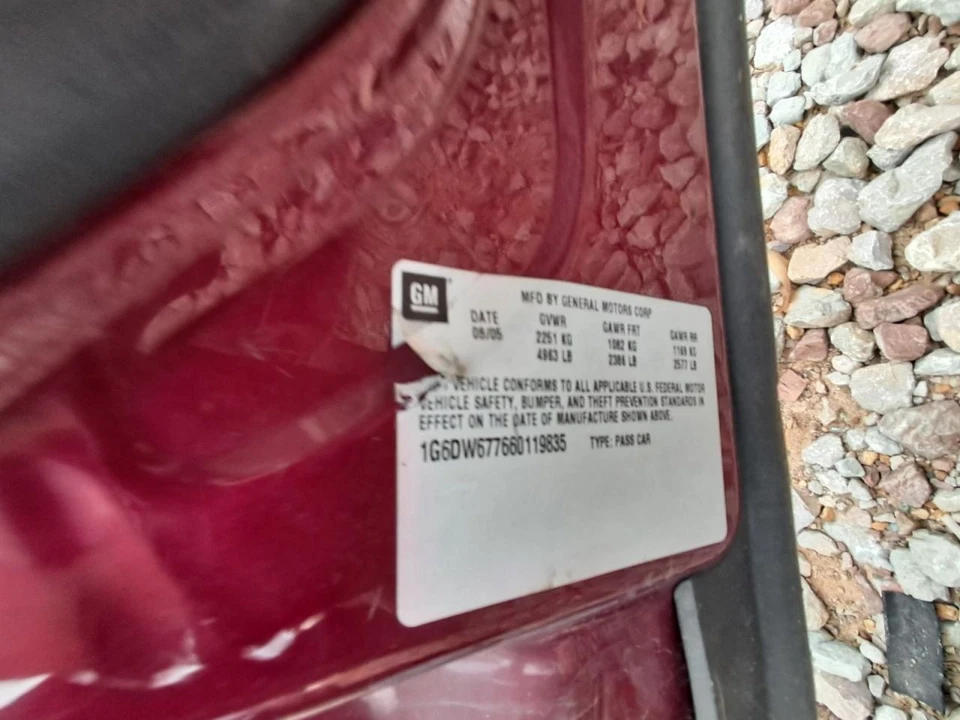 GM
MFD BY GENERAL MOTORS CORP
DATE GVWR GAWR FRT GAWR RR
09/05 2251 KG 1082 KG 1169 KG
4963 LB 2386 LB 2577 LB
VEHICLE CONFORMS TO ALL APPLICABLE U.S. FEDERAL MOTOR
VEHICLE SAFETY, BUMPER, AND THEFT PREVENTION STANDARDS IN
EFFECT ON THE DATE OF MANUFACTURE SHOWN ABOVE.
1G6DW677660119835 TYPE: PASS CAR